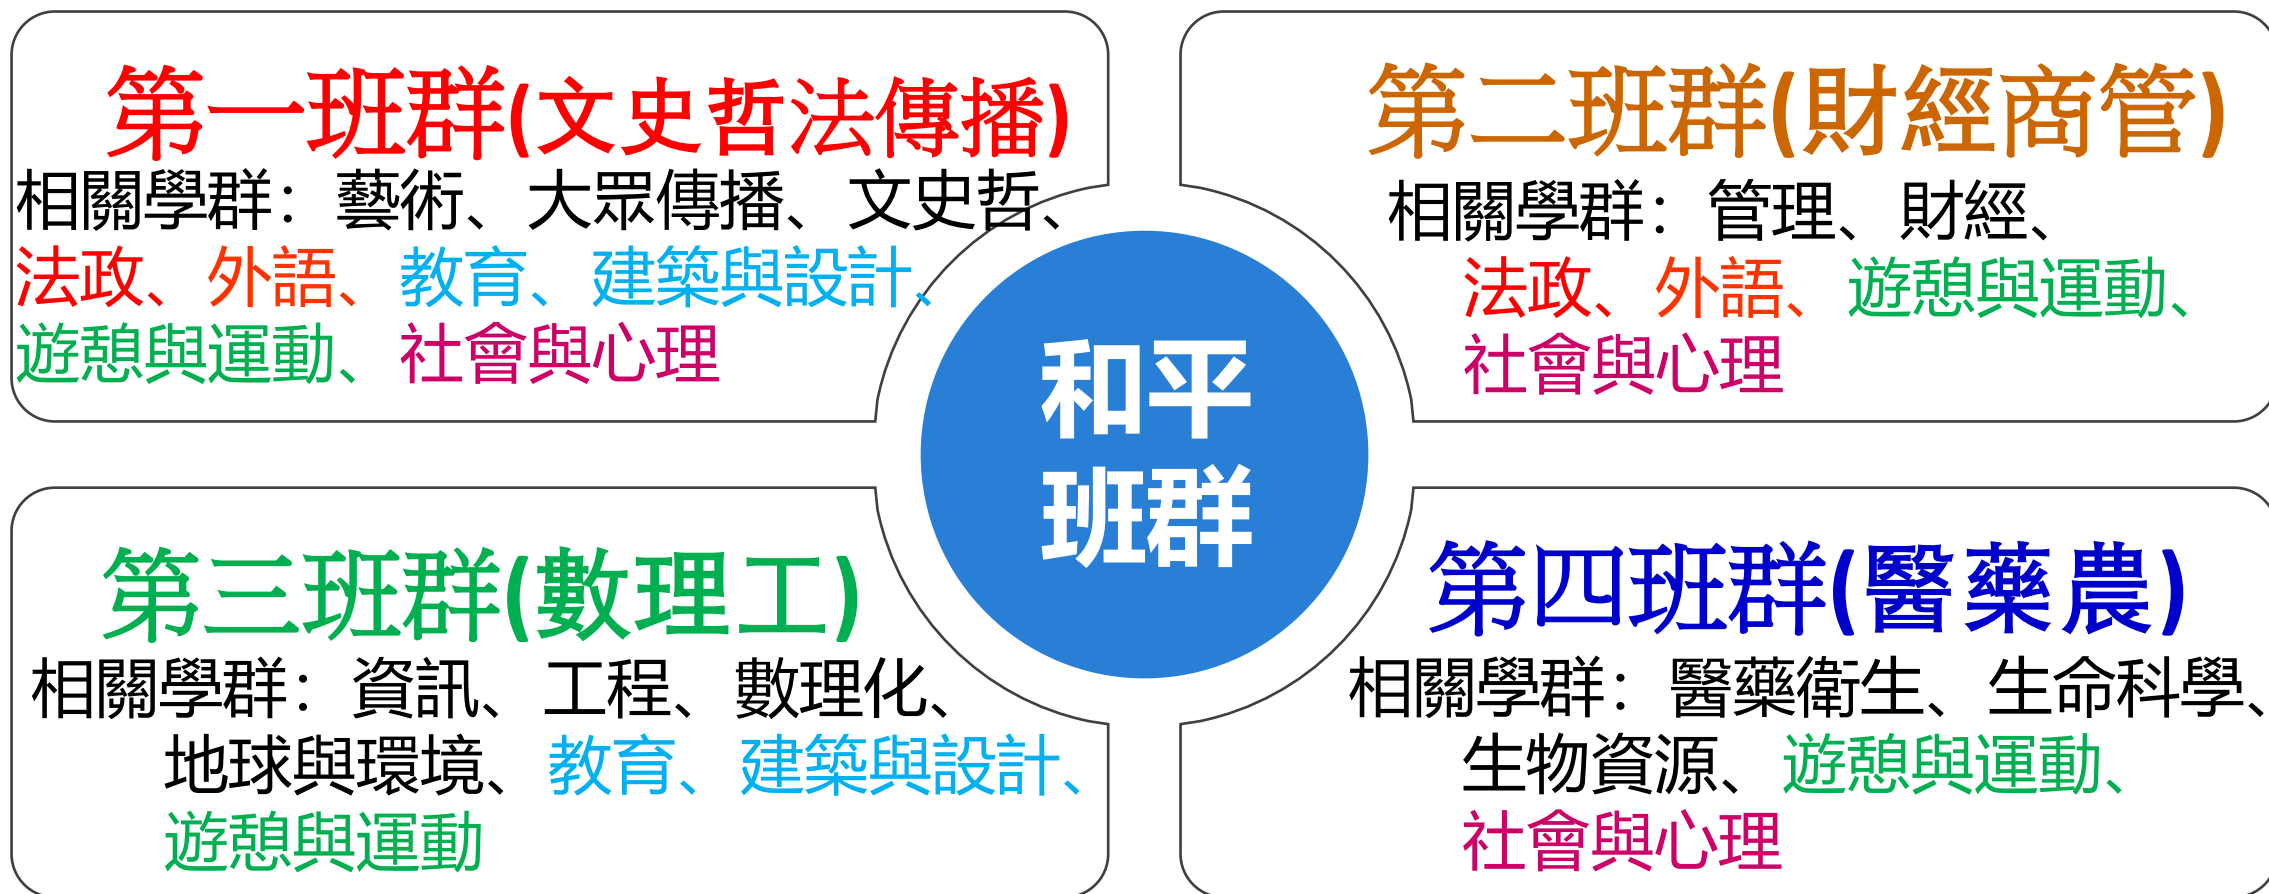 第一班群(文史哲法傳播)
相關學群：藝術、大眾傳播、文史哲、
法政、外語、教育、建築與設計、
遊憩與運動、社會與心理
第二班群(財經商管)
相關學群：管理、財經、
法政、外語、遊憩與運動、
社會與心理
和平
班群
第三班群(數理工)
相關學群：資訊、工程、數理化、
地球與環境、教育、建築與設計、
遊憩與運動
第四班群(醫藥農)
相關學群：醫藥衛生、生命科學、
生物資源、遊憩與運動、
社會與心理